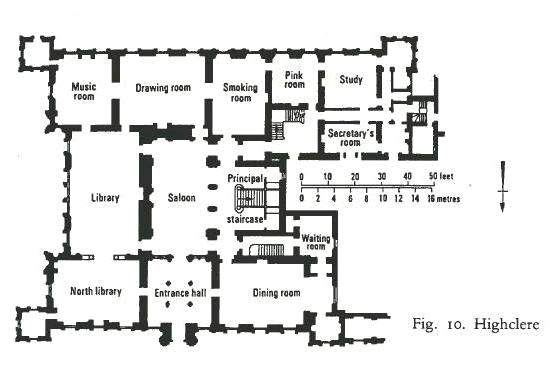 Music
room
Drawing room
Smoking
room
Pink
room
Study
Secretary's
room
Library
Saloon
Principal
staircase
0 10 20 30 40 50 feet
0 2 4 6 8 10 12 14 16 metres
Waiting
room
North library
Entrance hall
Dining room
Fig. 10. Highclere